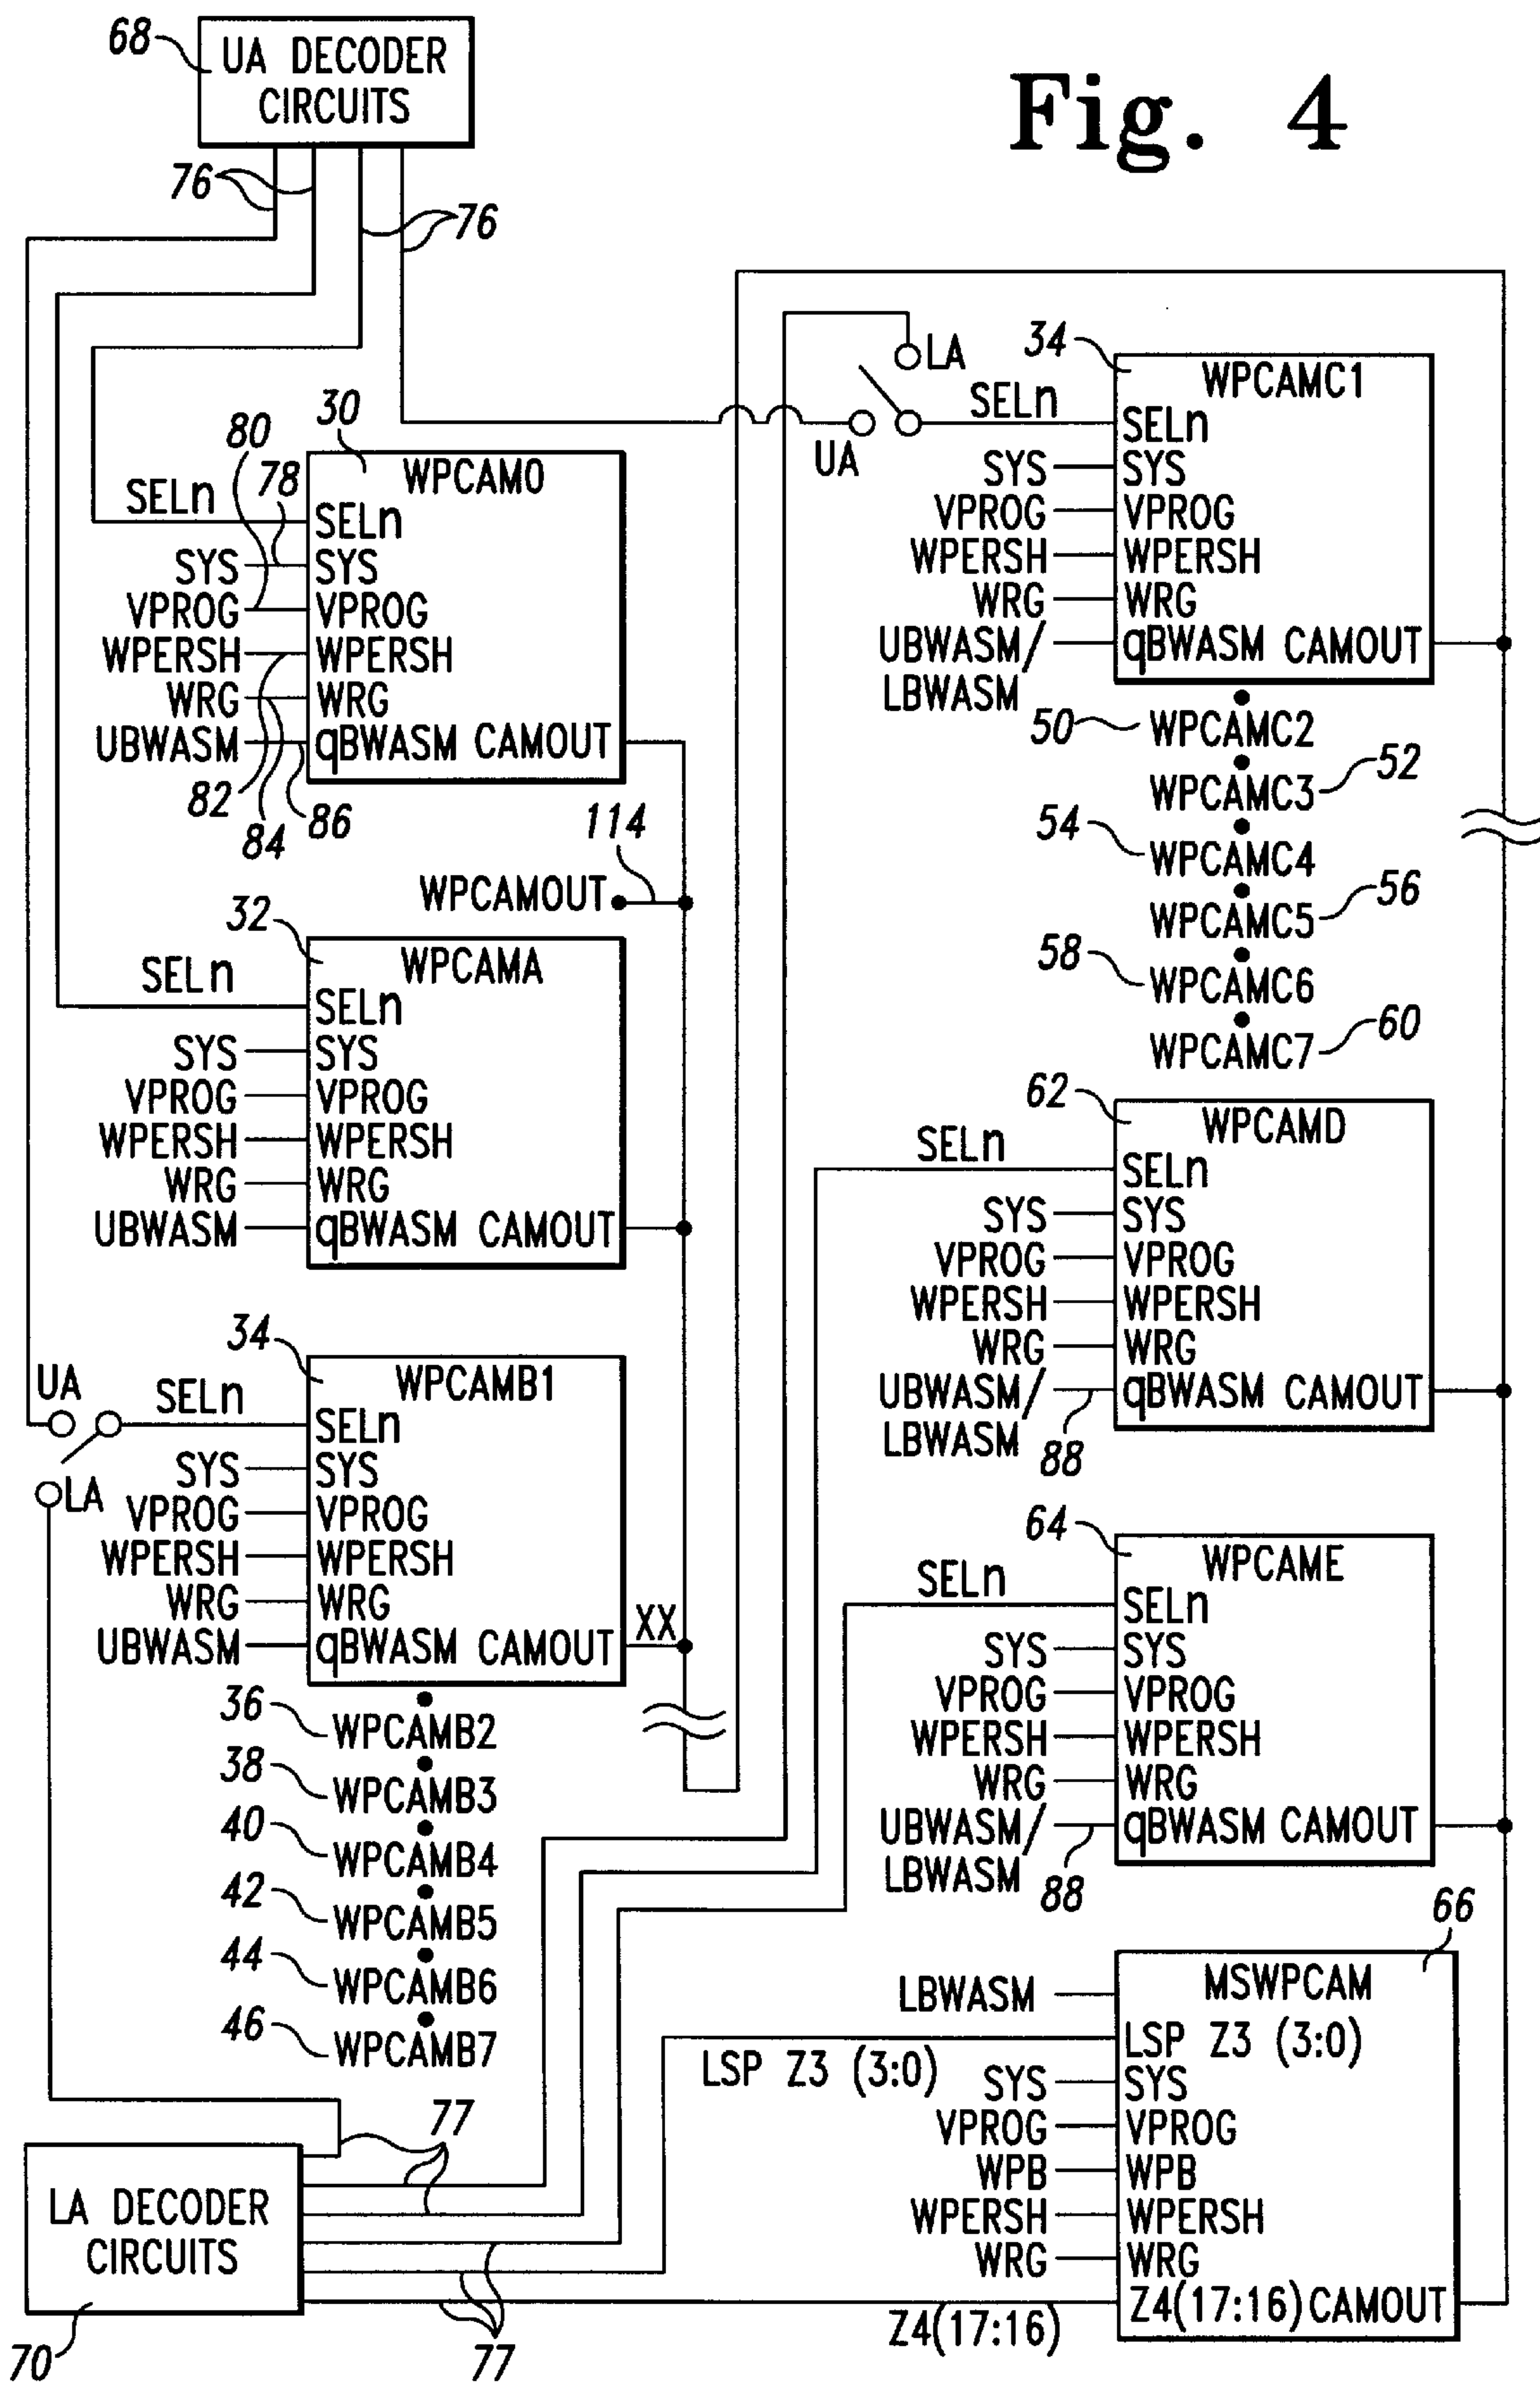 Fig. 4
68
UA DECODER
CIRCUITS
76
76
30
80
78
WPCAM0
SELn
SELn
SYS
SYS
VPROG
VPROG
WPERSH
WPERSH
WRG
WRG
UBWASM
qBWASM CAMOUT
82
84
86
114
WPCAMOUT
32
WPCAMA
SELn
SELn
SYS
SYS
VPROG
VPROG
WPERSH
WPERSH
WRG
WRG
UBWASM
qBWASM CAMOUT
34
WPCAMB1
UA
SELn
SELn
LA
SYS
SYS
VPROG
VPROG
WPERSH
WPERSH
WRG
WRG
XX
UBWASM
qBWASM CAMOUT
36
WPCAMB2
38
WPCAMB3
40
WPCAMB4
42
WPCAMB5
44
WPCAMB6
46
WPCAMB7
77
LA DECODER
CIRCUITS
70
77
LA
UA
34
WPCAMC1
SELn
SELn
SYS
SYS
VPROG
VPROG
WPERSH
WPERSH
WRG
WRG
UBWASM/
LBWASM
qBWASM CAMOUT
50
WPCAMC2
WPCAMC3
52
54
WPCAMC4
WPCAMC5
56
58
WPCAMC6
WPCAMC7
60
62
WPCAMD
SELn
SELn
SYS
SYS
VPROG
VPROG
WPERSH
WPERSH
WRG
WRG
UBWASM/
LBWASM
qBWASM CAMOUT
88
64
WPCAME
SELn
SELn
SYS
SYS
VPROG
VPROG
WPERSH
WPERSH
WRG
WRG
UBWASM/
LBWASM
qBWASM CAMOUT
88
66
MSWPCAM
LBWASM
LSP Z3 (3:0)
LSP Z3 (3:0)
SYS
SYS
VPROG
VPROG
WPB
WPB
WPERSH
WPERSH
WRG
WRG
Z4(17:16)
Z4(17:16) CAMOUT